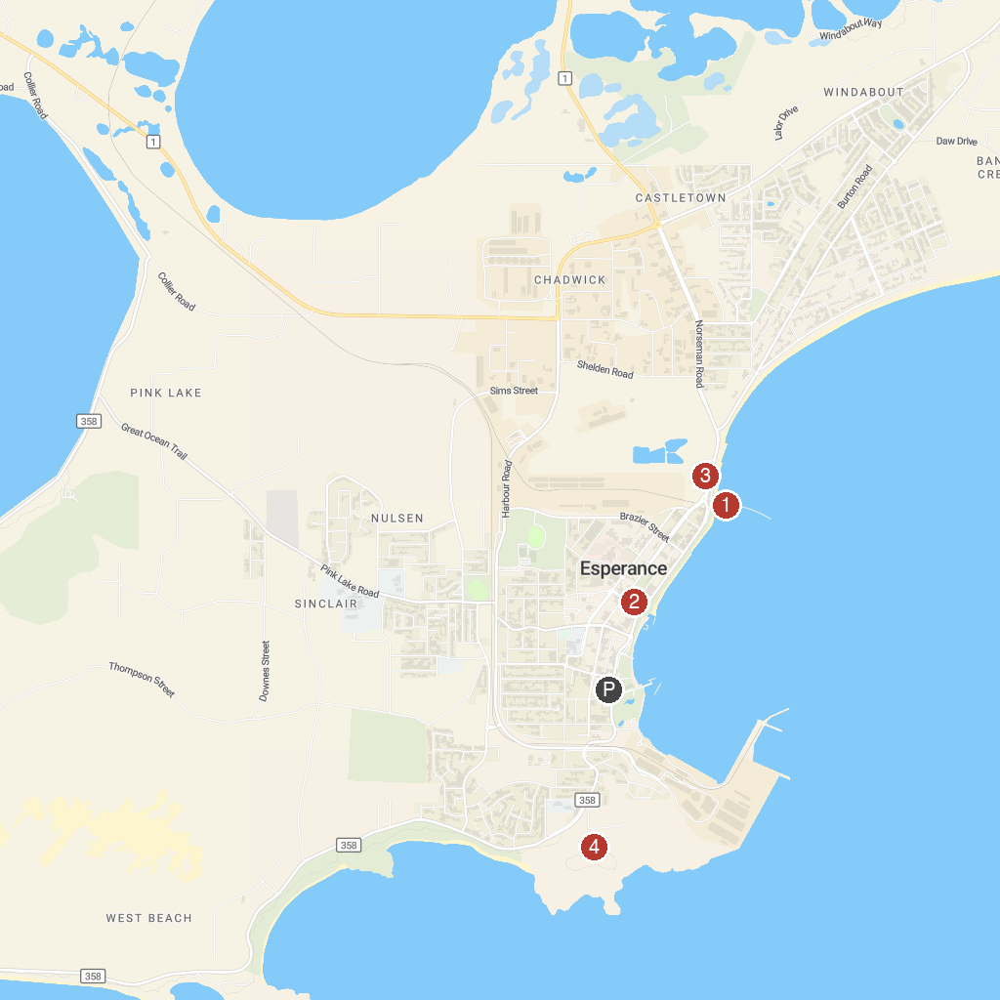 Windabout Way
1
WINDABOUT
Collier Road
oad
Lalor Drive
1
Daw Drive
BAN
CRE
Burton Road
CASTLETOWN
CHADWICK
Collier Road
Norseman Road
Shelden Road
Sims Street
PINK LAKE
358
Great Ocean Trail
Harbour Road
3
1
NULSEN
Brazier Street
Esperance
Pink Lake Road
SINCLAIR
2
Downes Street
Thompson Street
P
358
358
4
WEST BEACH
358